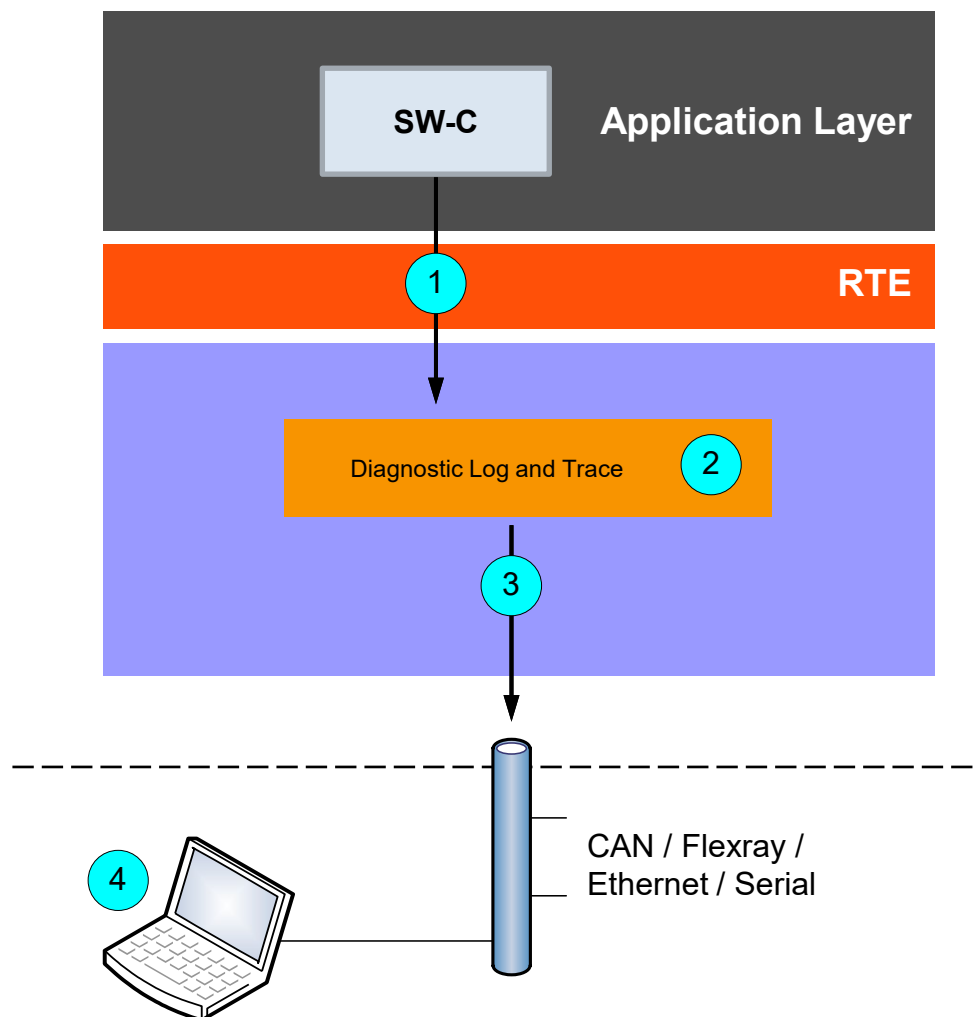 SW-C
Application Layer
1
RTE
Diagnostic Log and Trace
2
3
CAN / Flexray /
Ethernet / Serial
4